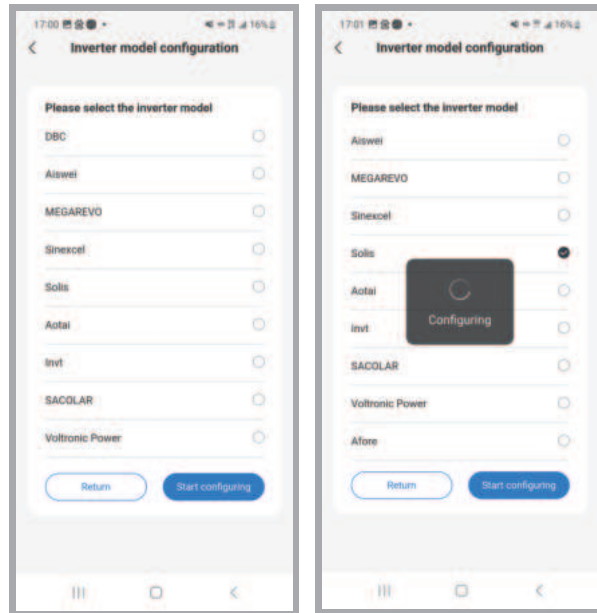 17:00
16%
Inverter model configuration
Please select the inverter model
DBC
Aiswei
MEGAREVO
Sinexcel
Solis
Aotai
Invt
SACOLAR
Voltronic Power
Return
Start configuring
17:01
16%
Inverter model configuration
Please select the inverter model
Aiswei
MEGAREVO
Sinexcel
Solis
Aotai
Configuring
invt
SACOLAR
Voltronic Power
Afore
Return
Start configuring